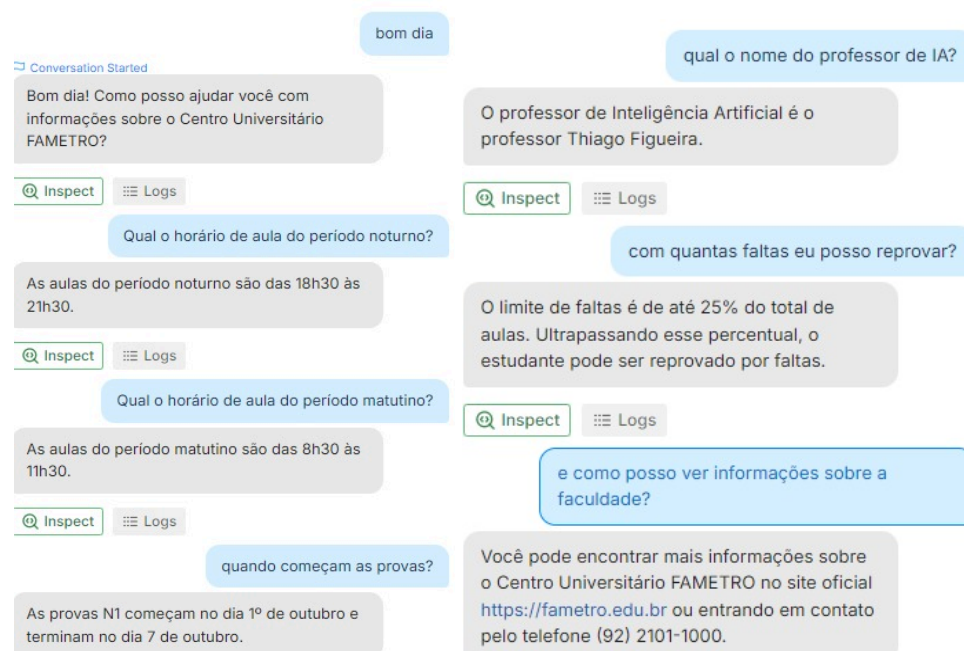 bom dia
Conversation Started
Bom dia! Como posso ajudar você com
informações sobre o Centro Universitário
FAMETRO?
Inspect
Logs
Qual o horário de aula do período noturno?
As aulas do período noturno são das 18h30 às
21h30.
Inspect
Logs
Qual o horário de aula do período matutino?
As aulas do período matutino são das 8h30 às
11h30.
Inspect
Logs
quando começam as provas?
As provas N1 começam no dia 1º de outubro e
terminam no dia 7 de outubro.
qual o nome do professor de IA?
O professor de Inteligência Artificial é o
professor Thiago Figueira.
Inspect
Logs
com quantas faltas eu posso reprovar?
O limite de faltas é de até 25% do total de
aulas. Ultrapassando esse percentual, o
estudante pode ser reprovado por faltas.
Inspect
Logs
e como posso ver informações sobre a
faculdade?
Você pode encontrar mais informações sobre
o Centro Universitário FAMETRO no site oficial
https://fametro.edu.br ou entrando em contato
pelo telefone (92) 2101-1000.